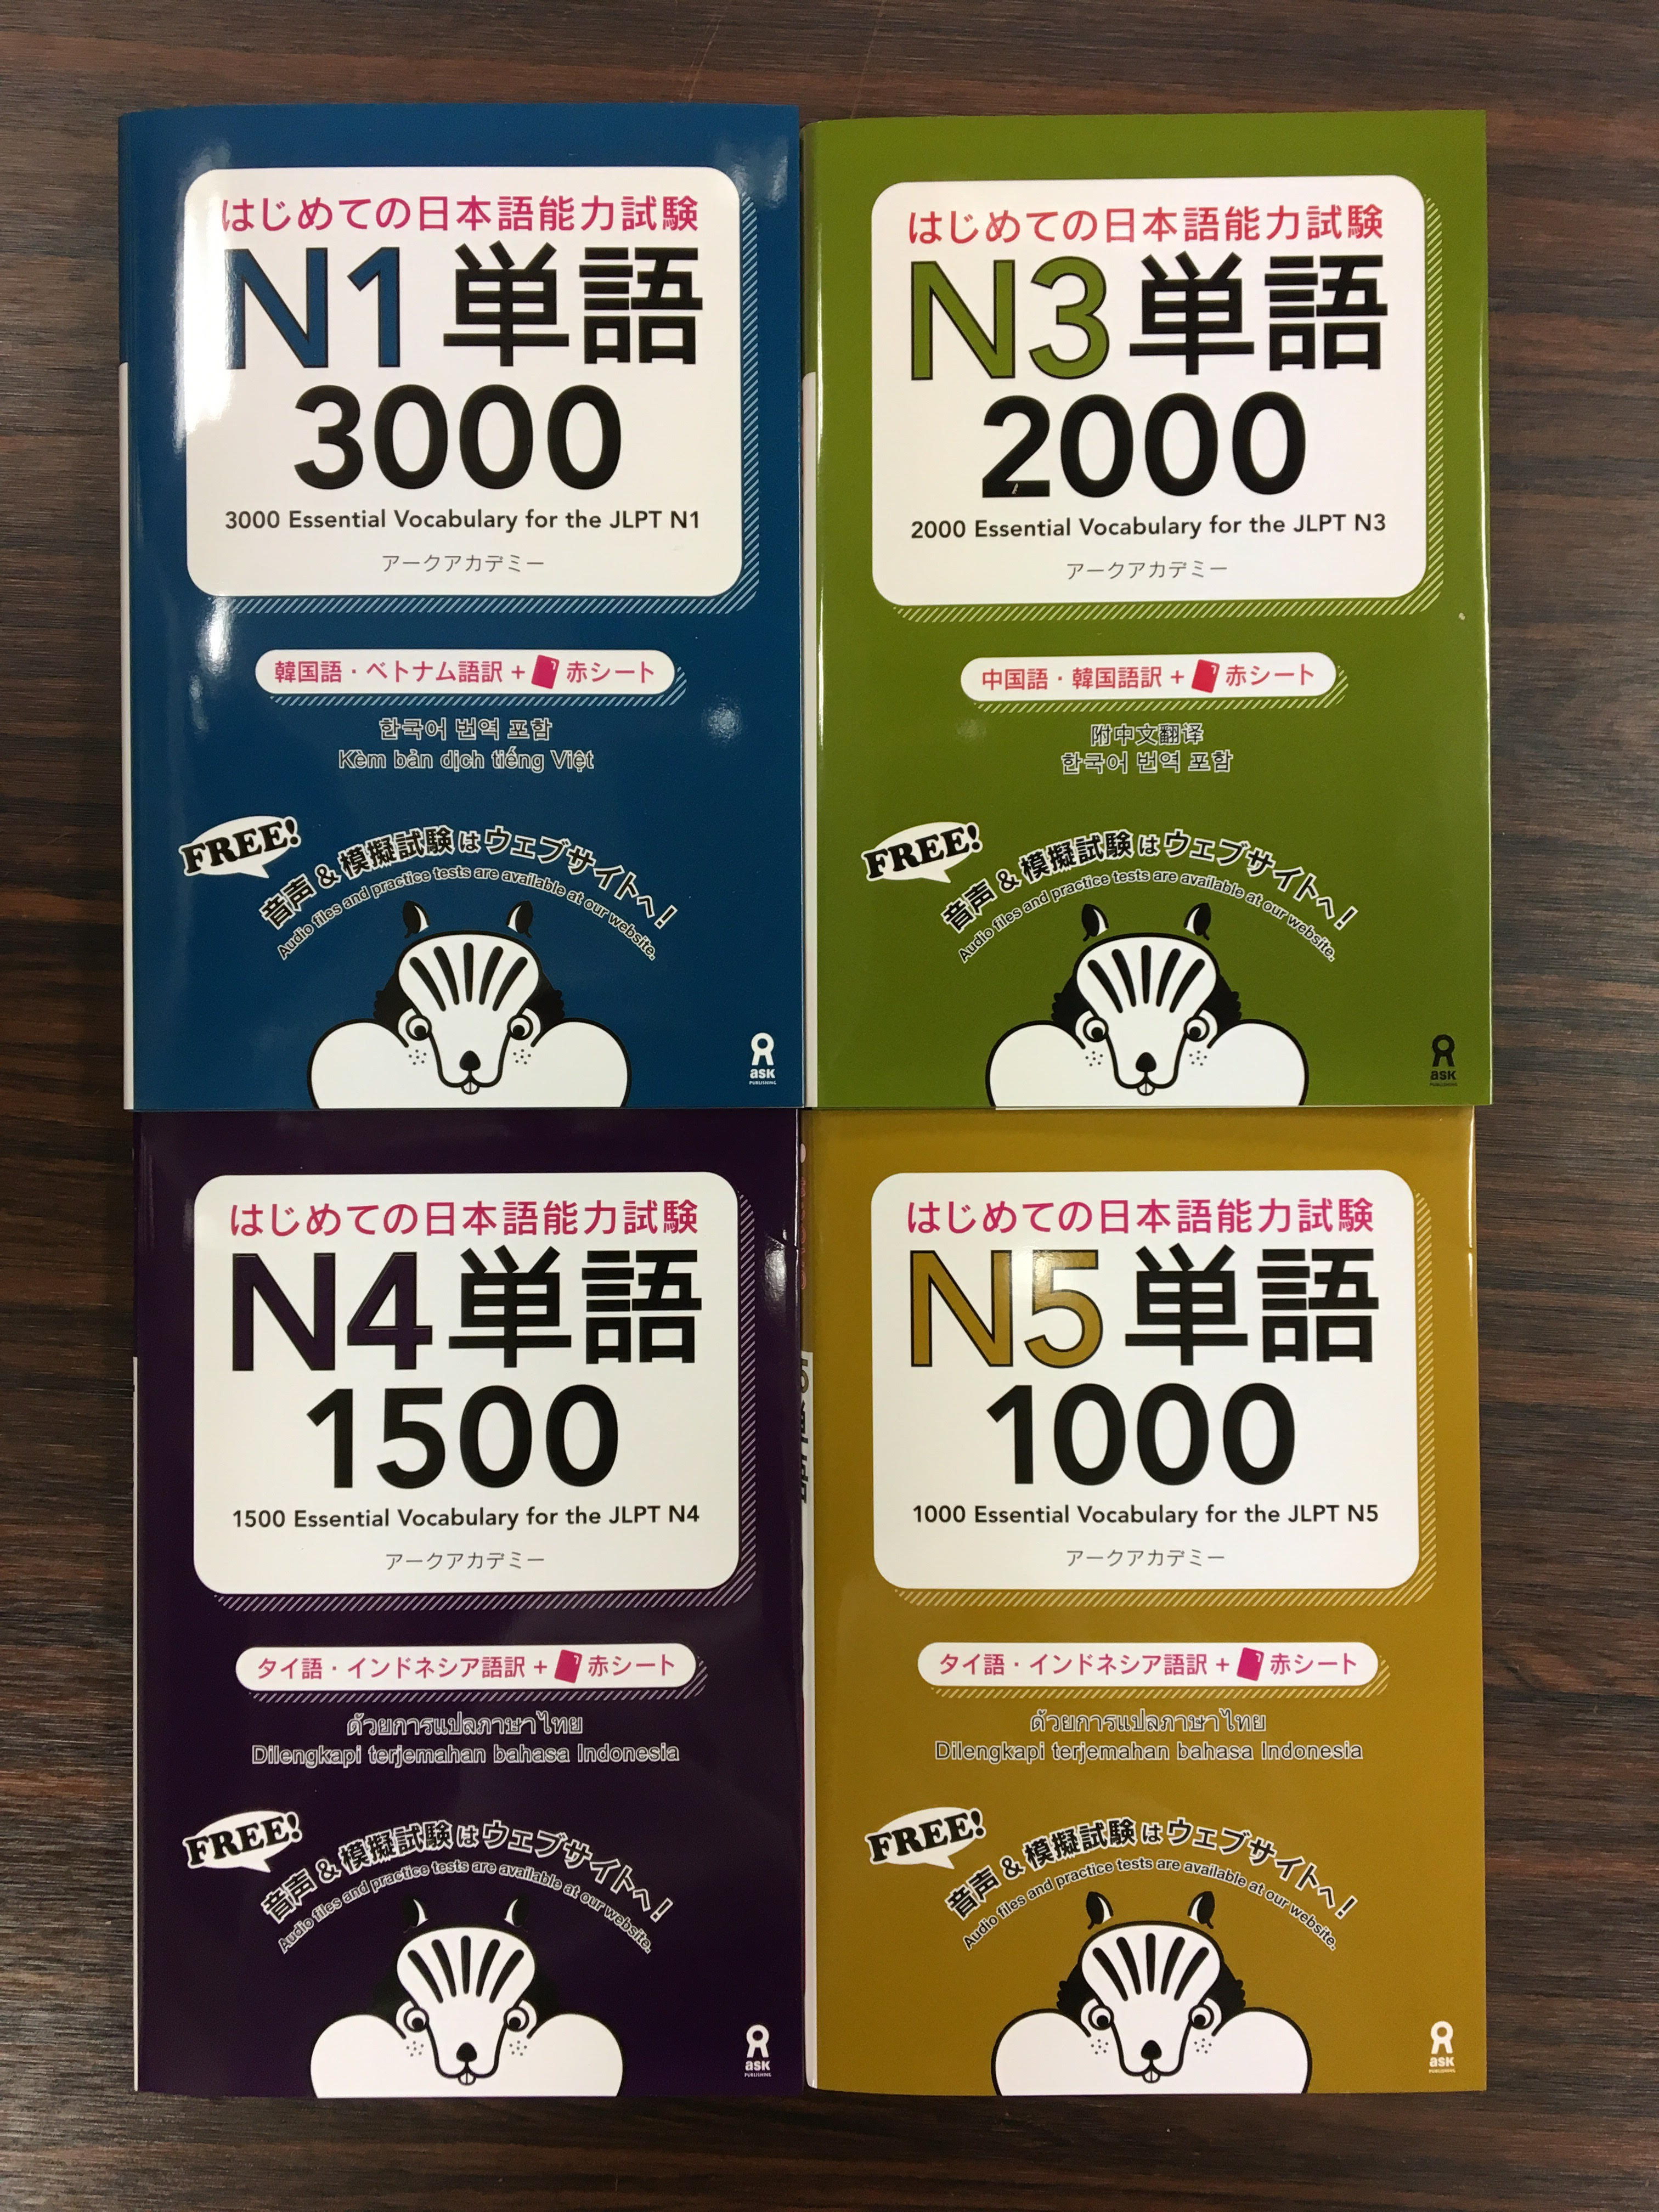 はじめての日本語能力試験
N1単語
3000
3000 Essential Vocabulary for the JLPT N1
アークアカデミー
韓国語・ベトナム語訳 + 赤シート
한국어 번역 포함
Kèm bản dịch tiếng Việt
FREE!
音声&模擬試験はウェブサイトへ!
Audio files and practice tests are available at our website.
ask
PUBLISHING
はじめての日本語能力試験
N3単語
2000
2000 Essential Vocabulary for the JLPT N3
アークアカデミー
中国語・韓国語訳 + 赤シート
附中文翻译
한국어 번역 포함
FREE!
音声&模擬試験はウェブサイトへ!
Audio files and practice tests are available at our website.
ask
PUBLISHING
はじめての日本語能力試験
N4単語
1500
1500 Essential Vocabulary for the JLPT N4
アークアカデミー
タイ語・インドネシア語訳 + 赤シート
ด้วยการแปลภาษาไทย
Dilengkapi terjemahan bahasa Indonesia
FREE!
音声&模擬試験はウェブサイトへ!
Audio files and practice tests are available at our website.
ask
PUBLISHING
はじめての日本語能力試験
N5単語
1000
1000 Essential Vocabulary for the JLPT N5
アークアカデミー
タイ語・インドネシア語訳 + 赤シート
ด้วยการแปลภาษาไทย
Dilengkapi terjemahan bahasa Indonesia
FREE!
音声&模擬試験はウェブサイトへ!
Audio files and practice tests are available at our website.
ask
PUBLISHING